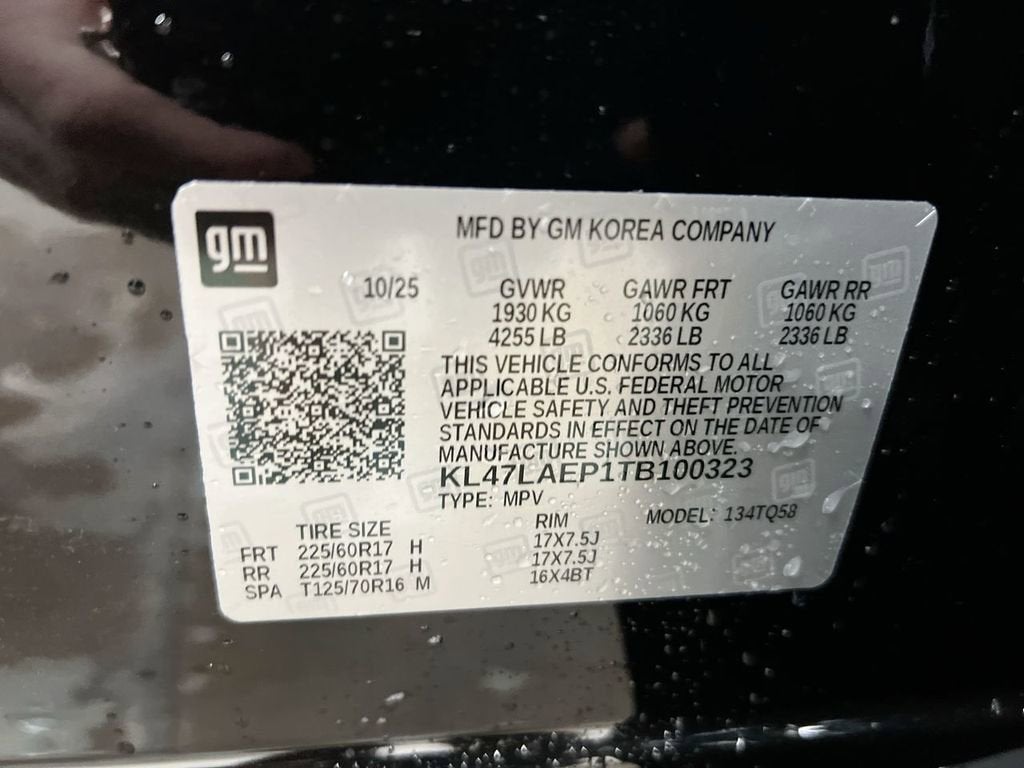 gm
MFD BY GM KOREA COMPANY
10/25 GVWR GAWR FRT GAWR RR
1930 KG 1060 KG 1060 KG
4255 LB 2336 LB 2336 LB
THIS VEHICLE CONFORMS TO ALL
APPLICABLE U.S. FEDERAL MOTOR
VEHICLE SAFETY AND THEFT PREVENTION
STANDARDS IN EFFECT ON THE DATE OF
MANUFACTURE SHOWN ABOVE.
KL47LAEP1TB100323
TYPE: MPV MODEL: 134TQ58
TIRE SIZE RIM
FRT 225/60R17 H 17X7.5J
RR 225/60R17 H 17X7.5J
SPA T125/70R16 M 16X4BT